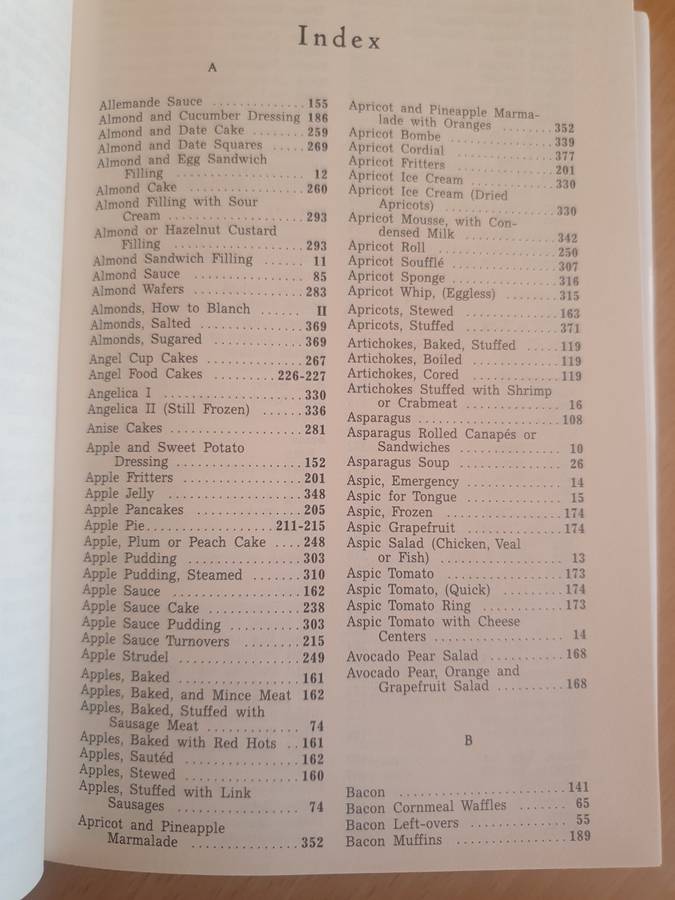 Index
A
Allemande Sauce ............. 155
Almond and Cucumber Dressing 186
Almond and Date Cake ........ 259
Almond and Date Squares ..... 269
Almond and Egg Sandwich
Filling .................... 12
Almond Cake ................ 260
Almond Filling with Sour
Cream ................... 293
Almond or Hazelnut Custard
Filling .................. 293
Almond Sandwich Filling ...... 11
Almond Sauce ............... 85
Almond Wafers .............. 283
Almonds, How to Blanch ...... II
Almonds, Salted .............. 369
Almonds, Sugared ............ 369
Angel Cup Cakes ............. 267
Angel Food Cakes ......... 226-227
Angelica I ................... 330
Angelica II (Still Frozen) ...... 336
Anise Cakes ................. 281
Apple and Sweet Potato
Dressing .................. 152
Apple Fritters ................ 201
Apple Jelly .................. 348
Apple Pancakes .............. 205
Apple Pie.................. 211-215
Apple, Plum or Peach Cake .... 248
Apple Pudding ............... 303
Apple Pudding, Steamed ....... 310
Apple Sauce ................. 162
Apple Sauce Cake ............ 238
Apple Sauce Pudding ......... 303
Apple Sauce Turnovers ....... 215
Apple Strudel ................ 249
Apples, Baked ................ 161
Apples, Baked, and Mince Meat 162
Apples, Baked, Stuffed with
Sausage Meat ............. 74
Apples, Baked with Red Hots .. 161
Apples, Sautéd ............... 162
Apples, Stewed ............... 160
Apples, Stuffed with Link
Sausages ................. 74
Apricot and Pineapple
Marmalade ............... 352
Apricot and Pineapple Marma-
lade with Oranges ....... 352
Apricot Bombe .............. 339
Apricot Cordial .............. 377
Apricot Fritters .............. 201
Apricot Ice Cream ............ 330
Apricot Ice Cream (Dried
Apricots) ............... 330
Apricot Mousse, with Con-
densed Milk ............. 342
Apricot Roll ................. 250
Apricot Soufflé .............. 307
Apricot Sponge .............. 316
Apricot Whip, (Eggless) ....... 315
Apricots, Stewed ............. 163
Apricots, Stuffed ............. 371
Artichokes, Baked, Stuffed ..... 119
Artichokes, Boiled ............ 119
Artichokes, Cored ............ 119
Artichokes Stuffed with Shrimp
or Crabmeat ............. 16
Asparagus ................... 108
Asparagus Rolled Canapés or
Sandwiches .............. 10
Asparagus Soup .............. 26
Aspic, Emergency ............ 14
Aspic for Tongue ............. 15
Aspic, Frozen ................ 174
Aspic Grapefruit ............. 174
Aspic Salad (Chicken, Veal
or Fish) ................. 13
Aspic Tomato ................ 173
Aspic Tomato, (Quick) ........ 174
Aspic Tomato Ring ........... 173
Aspic Tomato with Cheese
Centers .................. 14
Avocado Pear Salad .......... 168
Avocado Pear, Orange and
Grapefruit Salad .......... 168
B
Bacon ....................... 141
Bacon Cornmeal Waffles ....... 65
Bacon Left-overs ............. 55
Bacon Muffins ................ 189